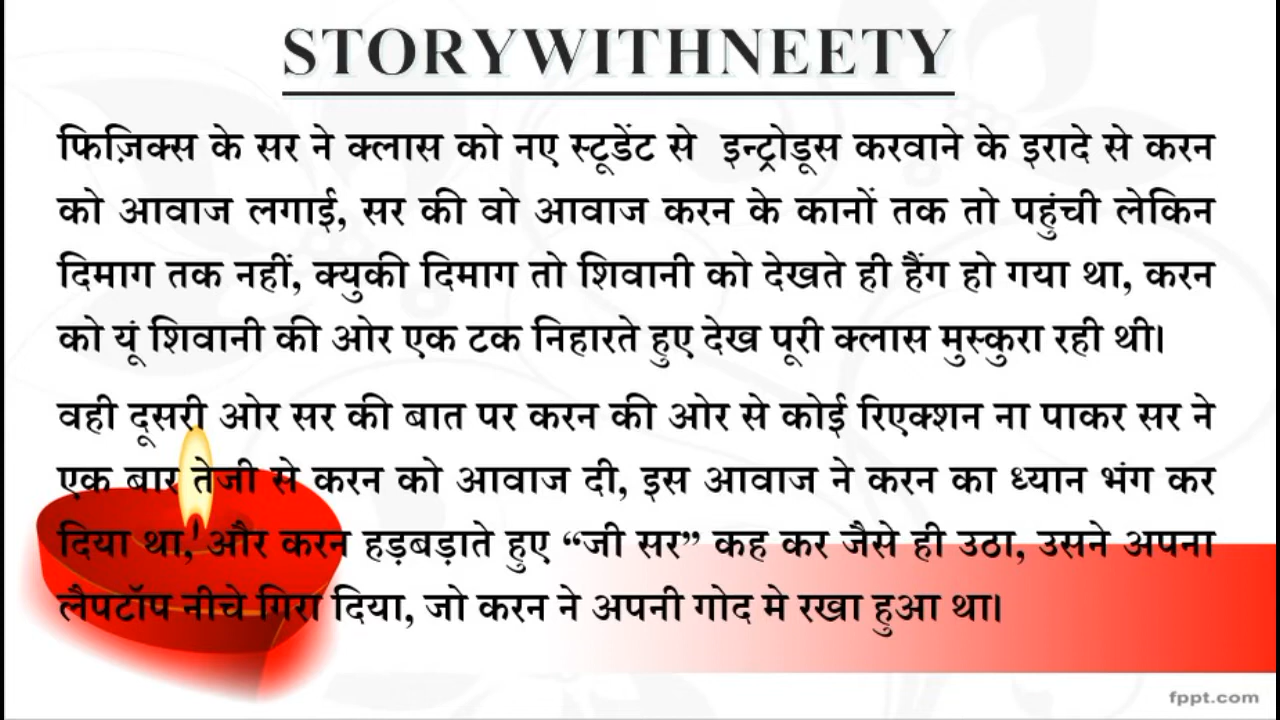 STORYWITHNEETY
फिज़िक्स के सर ने क्लास को नए स्टूडेंट से इन्ट्रोडूस करवाने के इरादे से करन
को आवाज लगाई, सर की वो आवाज करन के कानों तक तो पहुंची लेकिन
दिमाग तक नहीं, क्युकी दिमाग तो शिवानी को देखते ही हैंग हो गया था, करन
को यूं शिवानी की ओर एक टक निहारते हुए देख पूरी क्लास मुस्कुरा रही थी।
वही दूसरी ओर सर की बात पर करन की ओर से कोई रिएक्शन ना पाकर सर ने
एक बार तेजी से करन को आवाज दी, इस आवाज ने करन का ध्यान भंग कर
दिया था, और करन हड़बड़ाते हुए “जी सर” कह कर जैसे ही उठा, उसने अपना
लैपटॉप नीचे गिरा दिया, जो करन ने अपनी गोद मे रखा हुआ था।
fppt.com